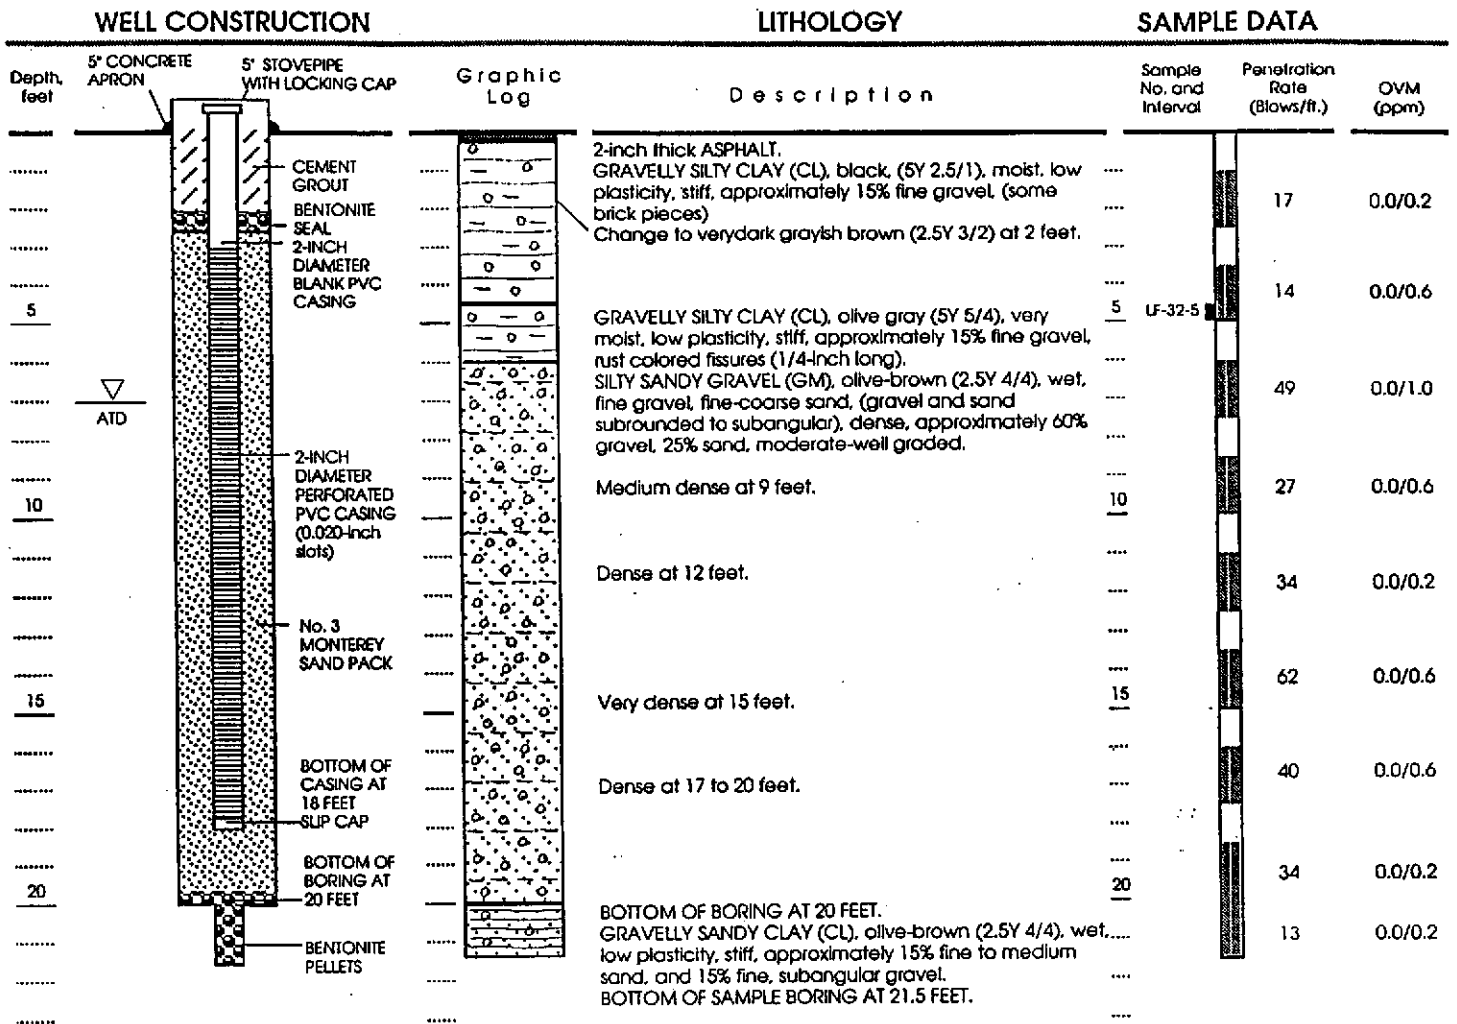 WELL CONSTRUCTION
LITHOLOGY
SAMPLE DATA
Depth,
feet
5" CONCRETE
APRON
5' STOVEPIPE
WITH LOCKING CAP
Graphic
Log
Description
Sample
No. and
Interval
Penetration
Rate
(Blows/ft.)
OVM
(ppm)
CEMENT
GROUT
BENTONITE
SEAL
2-INCH
DIAMETER
BLANK PVC
CASING
5
ATD
2-INCH
DIAMETER
PERFORATED
PVC CASING
(0.020-inch
slots)
10
No. 3
MONTEREY
SAND PACK
15
BOTTOM OF
CASING AT
18 FEET
SLIP CAP
BOTTOM OF
BORING AT
20 FEET
20
BENTONITE
PELLETS
2-inch thick ASPHALT.
GRAVELLY SILTY CLAY (CL), black, (5Y 2.5/1), moist, low
plasticity, stiff, approximately 15% fine gravel, (some
brick pieces)
Change to verydark grayish brown (2.5Y 3/2) at 2 feet.
GRAVELLY SILTY CLAY (CL), olive gray (5Y 5/4), very
moist, low plasticity, stiff, approximately 15% fine gravel,
rust colored fissures (1/4-inch long).
SILTY SANDY GRAVEL (GM), olive-brown (2.5Y 4/4), wet,
fine gravel, fine-coarse sand, (gravel and sand
subrounded to subangular), dense, approximately 60%
gravel, 25% sand, moderate-well graded.
Medium dense at 9 feet.
Dense at 12 feet.
Very dense at 15 feet.
Dense at 17 to 20 feet.
BOTTOM OF BORING AT 20 FEET.
GRAVELLY SANDY CLAY (CL), olive-brown (2.5Y 4/4), wet,
low plasticity, stiff, approximately 15% fine to medium
sand, and 15% fine, subangular gravel.
BOTTOM OF SAMPLE BORING AT 21.5 FEET.
17 0.0/0.2
14 0.0/0.6
5 LF-32-5
49 0.0/1.0
27 0.0/0.6
10
34 0.0/0.2
62 0.0/0.6
15
40 0.0/0.6
34 0.0/0.2
20
13 0.0/0.2